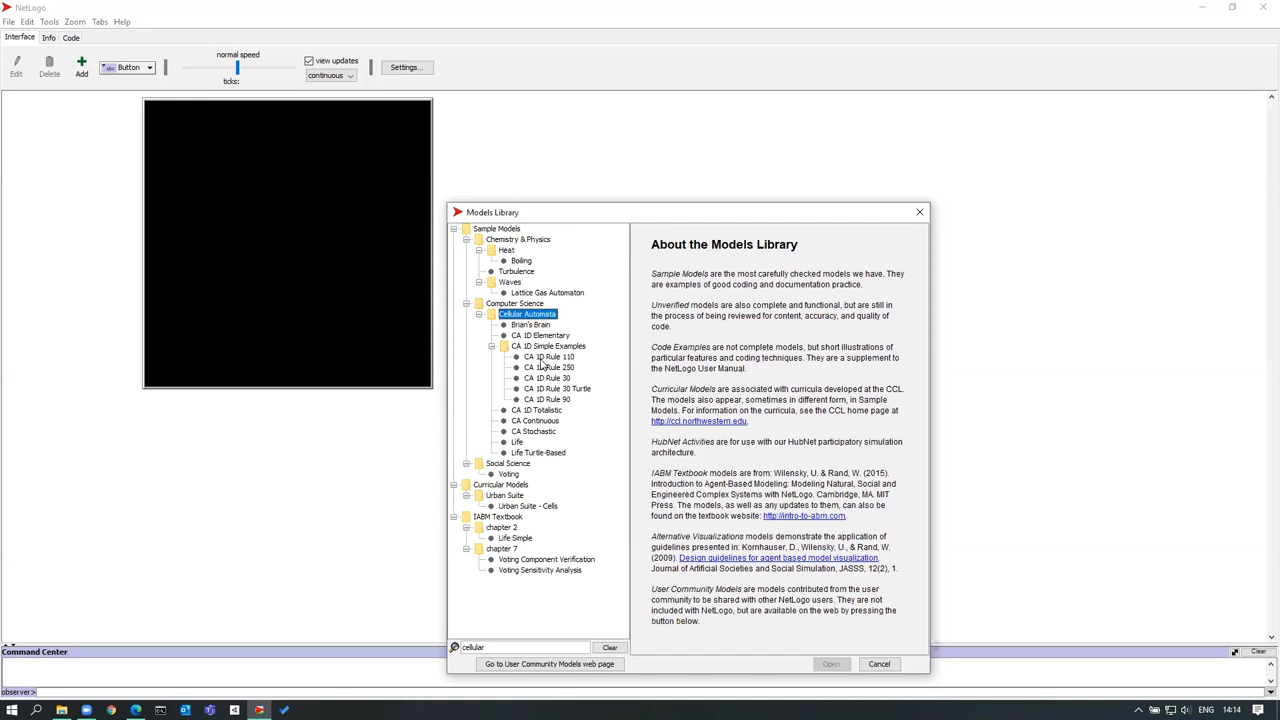 NetLogo
File Edit Tools Zoom Tabs Help
Interface Info Code
normal speed
view updates
Edit Delete Add abc Button continuous Settings...
ticks:
Models Library
Sample Models
Chemistry & Physics
Heat
Boiling
Turbulence
Waves
Lattice Gas Automaton
Computer Science
Cellular Automata
Brian's Brain
CA 1D Elementary
CA 1D Simple Examples
CA 1D Rule 110
CA 1D Rule 250
CA 1D Rule 30
CA 1D Rule 30 Turtle
CA 1D Rule 90
CA 1D Totalistic
CA Continuous
CA Stochastic
Life
Life Turtle-Based
Social Science
Voting
Curricular Models
Urban Suite
Urban Suite - Cells
IABM Textbook
chapter 2
Life Simple
chapter 7
Voting Component Verification
Voting Sensitivity Analysis
About the Models Library
Sample Models are the most carefully checked models we have. They
are examples of good coding and documentation practice.
Unverified models are also complete and functional, but are still in
the process of being reviewed for content, accuracy, and quality of
code.
Code Examples are not complete models, but short illustrations of
particular features and coding techniques. They are a supplement to
the NetLogo User Manual.
Curricular Models are associated with curricula developed at the CCL.
The models also appear, sometimes in different form, in Sample
Models. For information on the curricula, see the CCL home page at
http://ccl.northwestern.edu.
HubNet Activities are for use with our HubNet participatory simulation
architecture.
IABM Textbook models are from: Wilensky, U. & Rand, W. (2015).
Introduction to Agent-Based Modeling: Modeling Natural, Social and
Engineered Complex Systems with NetLogo. Cambridge, MA. MIT
Press. The models, as well as any updates to them, can also be
found on the textbook website: http://intro-to-abm.com.
Alternative Visualizations models demonstrate the application of
guidelines presented in: Kornhauser, D., Wilensky, U., & Rand, W.
(2009). Design guidelines for agent based model visualization.
Journal of Artificial Societies and Social Simulation, JASSS, 12(2), 1.
User Community Models are models contributed from the user
community to be shared with other NetLogo users. They are not
included with NetLogo, but are available on the web by pressing the
button below.
cellular Clear
Go to User Community Models web page Open Cancel
Command Center Clear
observer>
ENG 14:14